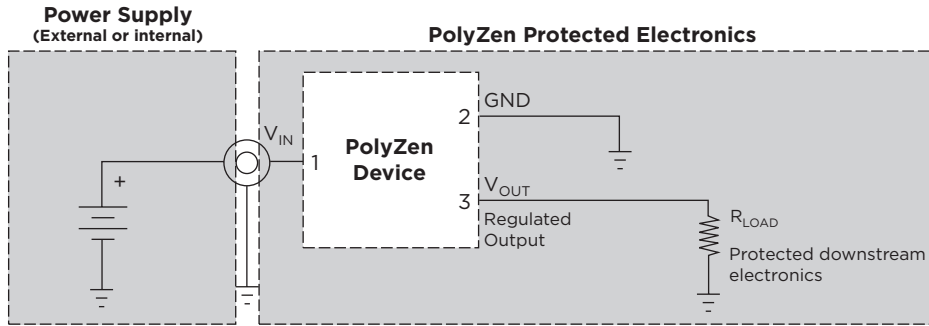 Power Supply
(External or internal)
PolyZen Protected Electronics
GND
2
V_IN
1
PolyZen
Device
+
V_OUT
3
Regulated
Output
R_LOAD
Protected downstream
electronics